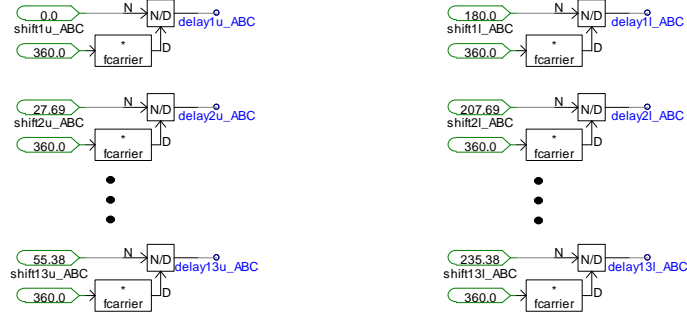 0.0 N N/D delay1u_ABC
shift1u_ABC
360.0 * fcarrier D
180.0 N N/D delay1l_ABC
shift1l_ABC
360.0 * fcarrier D
27.69 N N/D delay2u_ABC
shift2u_ABC
360.0 * fcarrier D
207.69 N N/D delay2l_ABC
shift2l_ABC
360.0 * fcarrier D
55.38 N N/D delay13u_ABC
shift13u_ABC
360.0 * fcarrier D
235.38 N N/D delay13l_ABC
shift13l_ABC
360.0 * fcarrier D